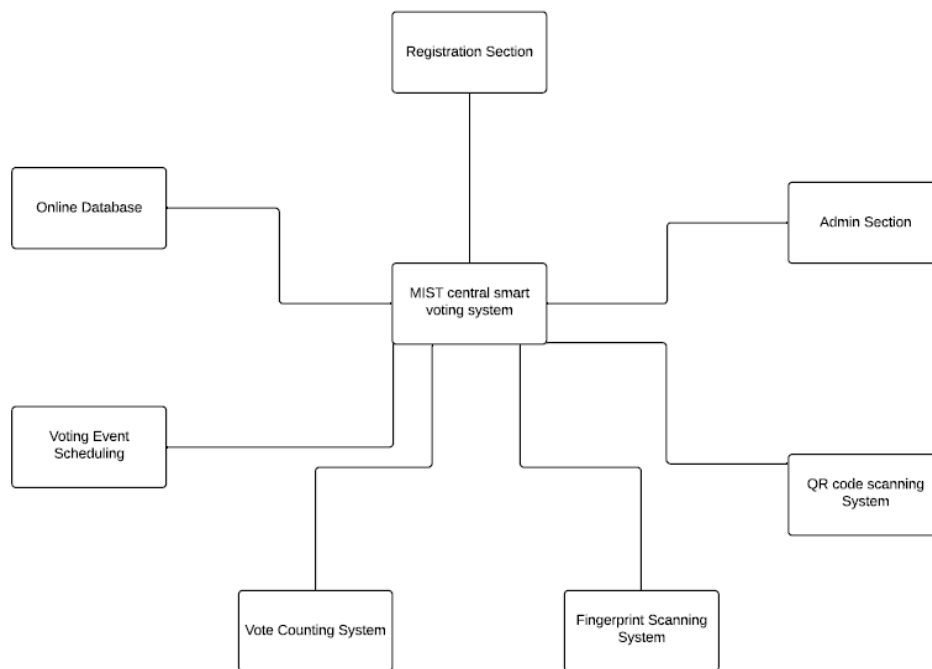 Registration Section
Online Database
Admin Section
MIST central smart
voting system
Voting Event
Scheduling
QR code scanning
System
Vote Counting System
Fingerprint Scanning
System